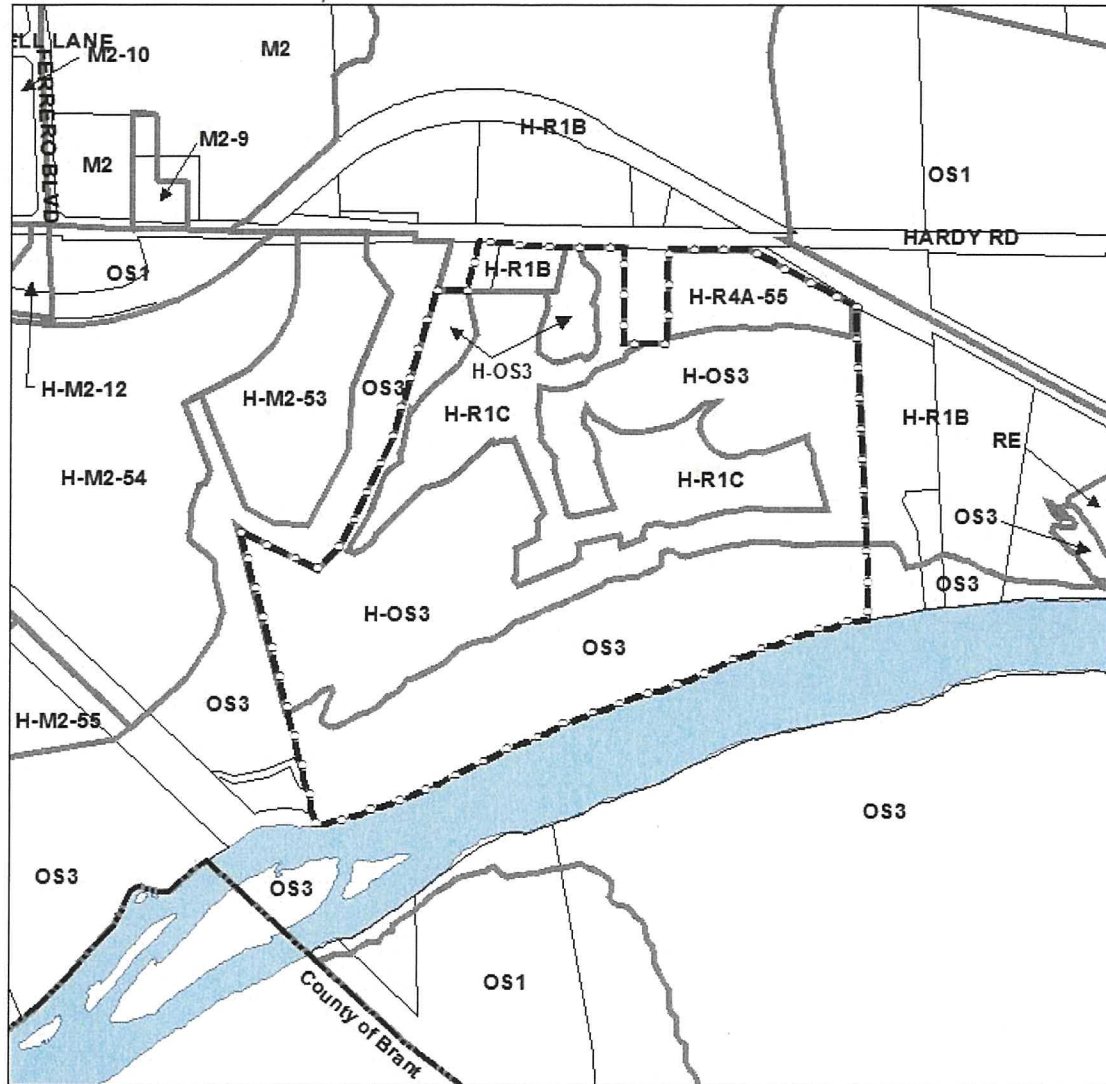 ELL LANE
M2-10
M2
FERRERO BLVD
M2-9
M2
H-R1B
OS1
HARDY RD
OS1
H-R1B
H-R4A-55
H-M2-12
H-M2-53
OS3
H-OS3
H-OS3
H-R1C
H-R1B
RE
H-M2-54
H-R1C
OS3
OS3
H-OS3
OS3
OS3
H-M2-55
OS3
OS3
OS3
OS1
County of Brant